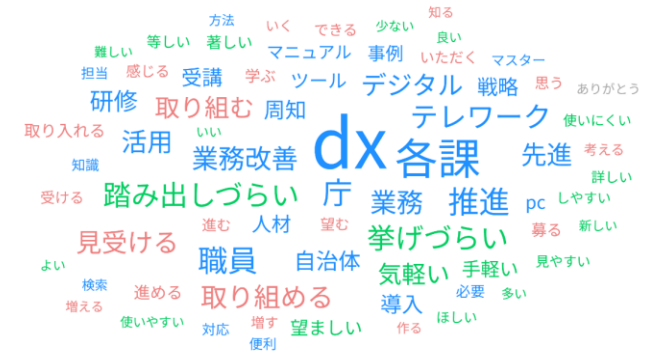 知る
方法 いく できる 少ない
等しい 著しい 良い
難しい マニュアル 事例 いただく マスター
担当 感じる 受講 学ぶ ツール デジタル 戦略 思う ありがとう
研修 取り組む 周知 テレワーク 使いにくい
取り入れる 活用 いい dx 各課 先進 考える
知識 業務改善 詳しい
受ける 踏み出しづらい 庁 業務 推進 pc しやすい
進む 人材 望む 募る 新しい
見受ける 挙げづらい
よい 職員 自治体 気軽い 手軽い 見やすい
検索 進める 取り組める 導入 必要 多い
増える
使いやすい 対応 増す 望ましい 作る ほしい
便利